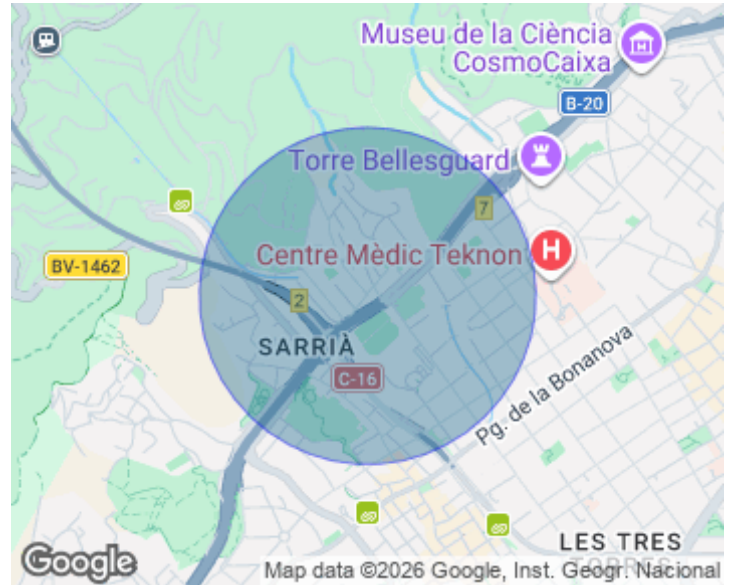 Museu de la Ciència
CosmoCaixa
B-20
Torre Bellesguard
7
Centre Mèdic Teknon
H
BV-1462
2
SARRIÀ
C-16
Pg. de la Bonanova
LES TRES
Google
Map data ©2026 Google, Inst. Geogr. Nacional